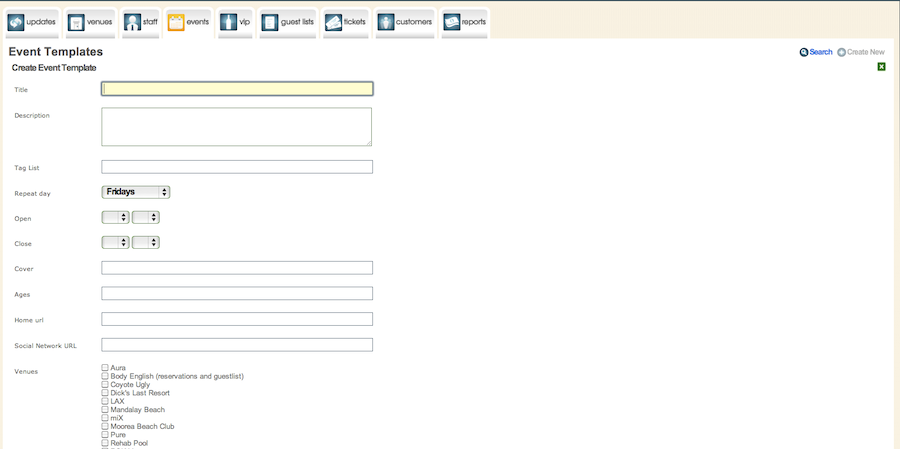 updates venues staff events vip guest lists tickets customers reports
Event Templates
Search Create New
Create Event Template
X
Title
Description
Tag List
Repeat day Fridays
Open
Close
Cover
Ages
Home url
Social Network URL
Venues Aura
Body English (reservations and guestlist)
Coyote Ugly
Dick's Last Resort
LAX
Mandalay Beach
miX
Moorea Beach Club
Pure
Rehab Pool